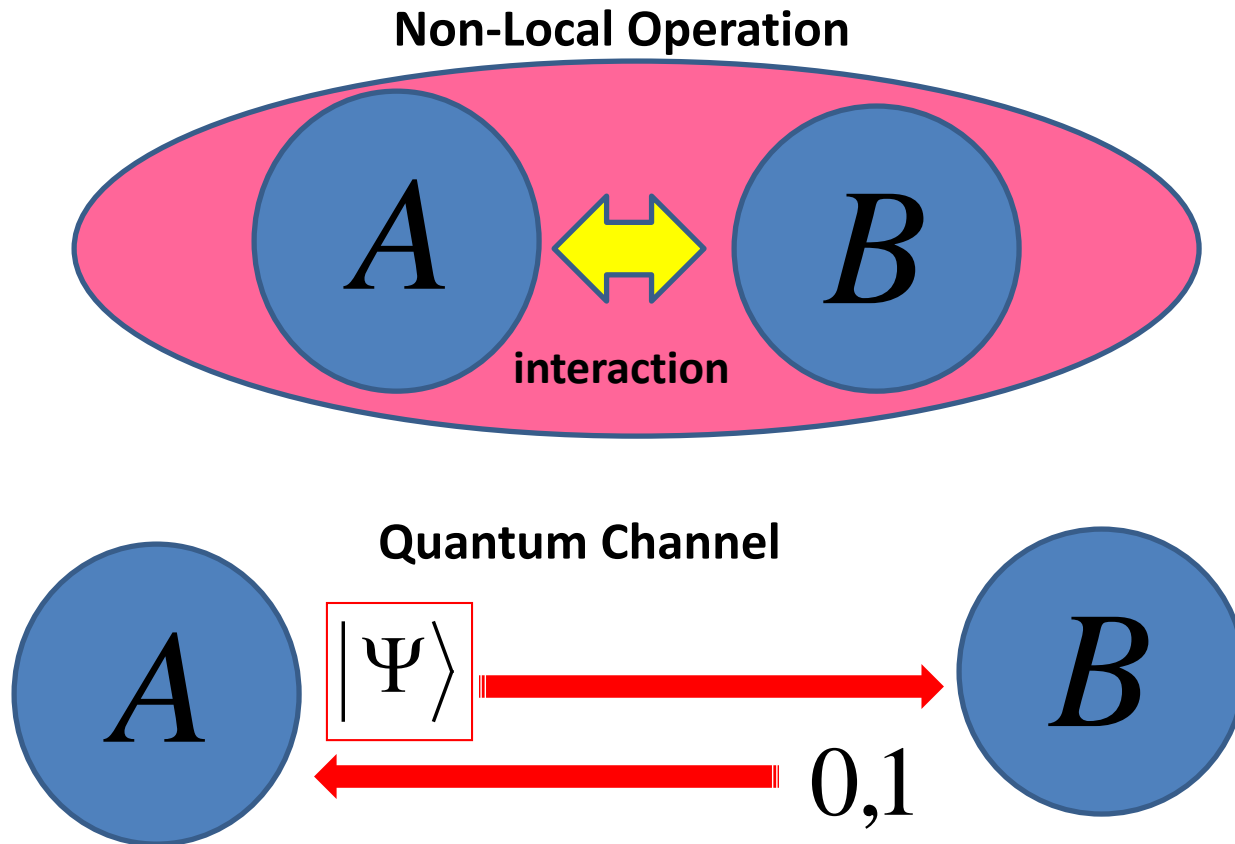 Non-Local Operation
A B
interaction
Quantum Channel
A |Ψ⟩ B
0,1